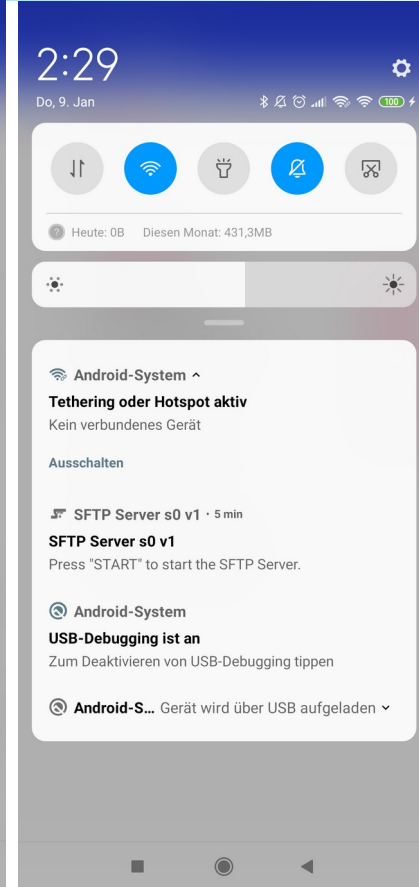 2:29
Do, 9. Jan
100
Heute: 0B Diesen Monat: 431,3MB
Android-System
Tethering oder Hotspot aktiv
Kein verbundenes Gerät
Ausschalten
SFTP Server s0 v1 · 5 min
SFTP Server s0 v1
Press "START" to start the SFTP Server.
Android-System
USB-Debugging ist an
Zum Deaktivieren von USB-Debugging tippen
Android-S... Gerät wird über USB aufgeladen